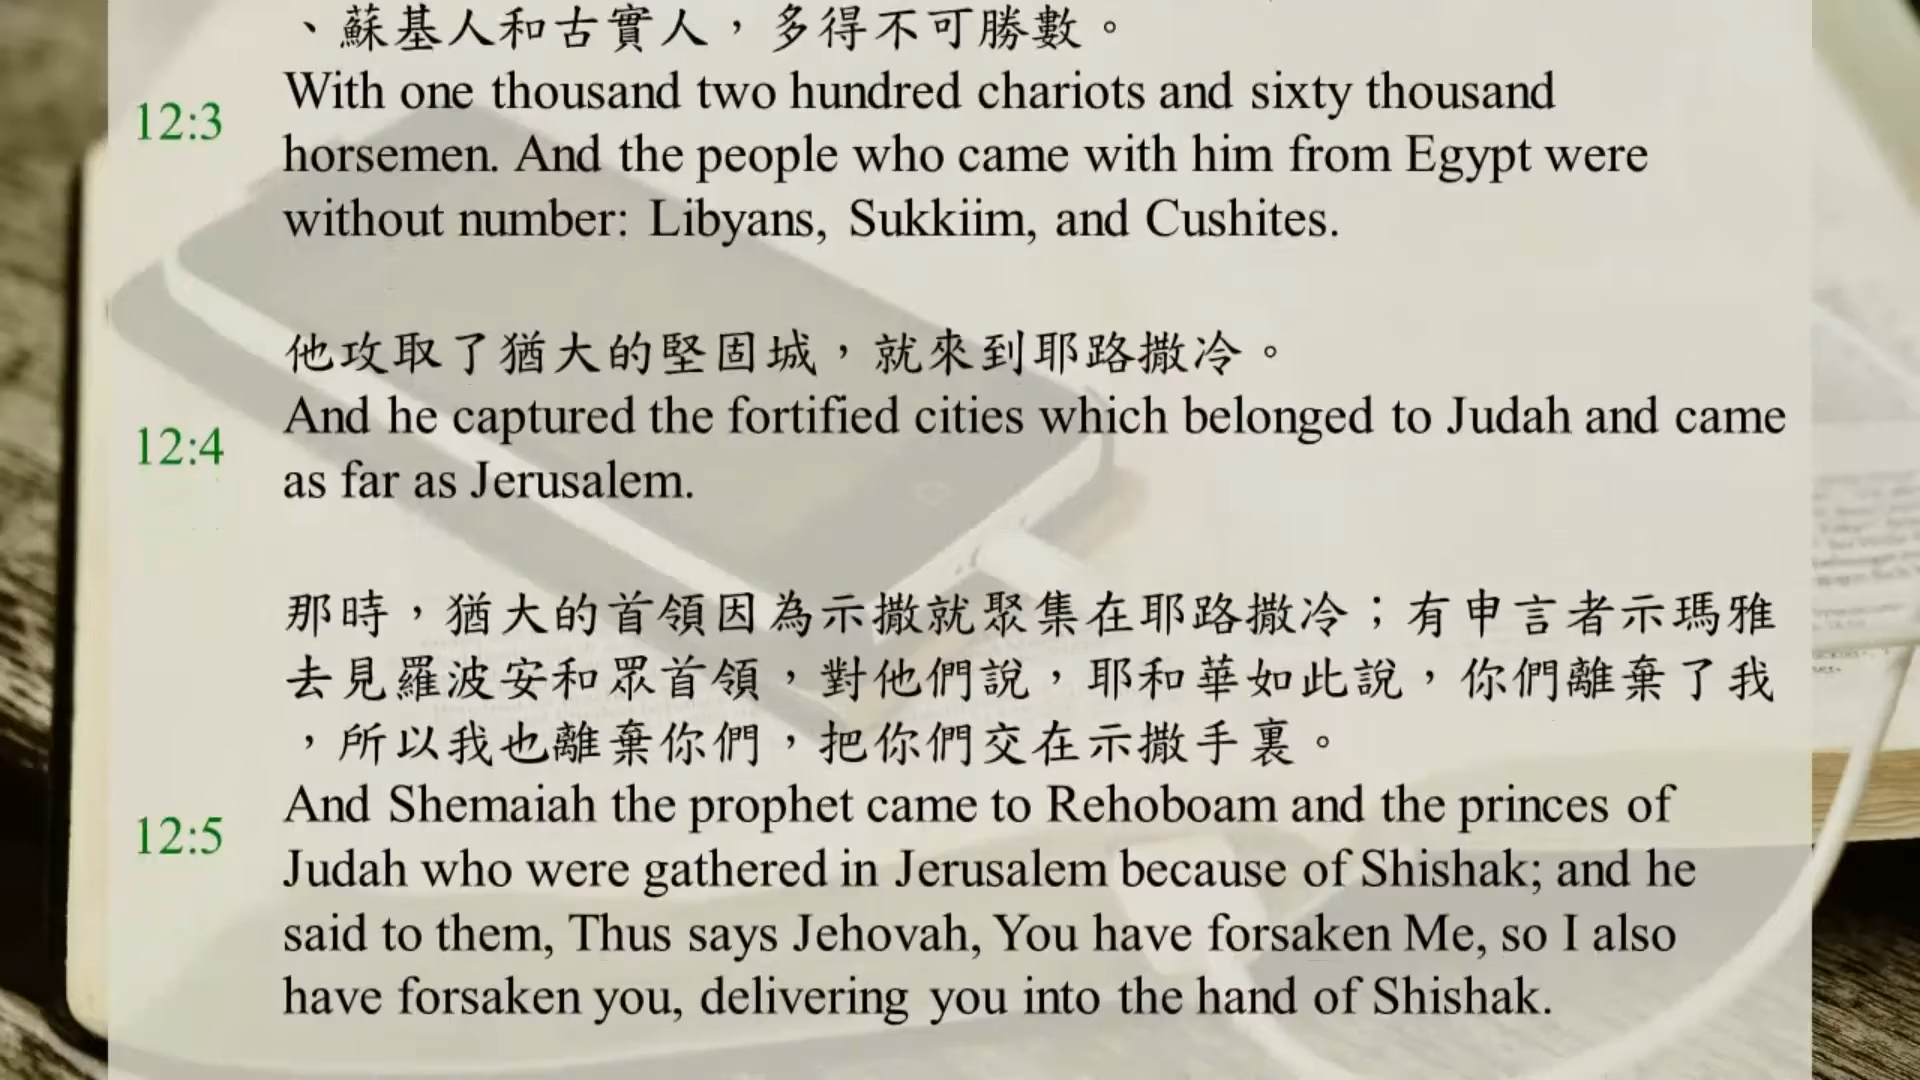 、蘇基人和古實人，多得不可勝數。
12:3
With one thousand two hundred chariots and sixty thousand
horsemen. And the people who came with him from Egypt were
without number: Libyans, Sukkiim, and Cushites.
他攻取了猶大的堅固城，就來到耶路撒冷。
12:4
And he captured the fortified cities which belonged to Judah and came
as far as Jerusalem.
那時，猶大的首領因為示撒就聚集在耶路撒冷；有申言者示瑪雅
去見羅波安和眾首領，對他們說，耶和華如此說，你們離棄了我
，所以我也離棄你們，把你們交在示撒手裏。
12:5
And Shemaiah the prophet came to Rehoboam and the princes of
Judah who were gathered in Jerusalem because of Shishak; and he
said to them, Thus says Jehovah, You have forsaken Me, so I also
have forsaken you, delivering you into the hand of Shishak.